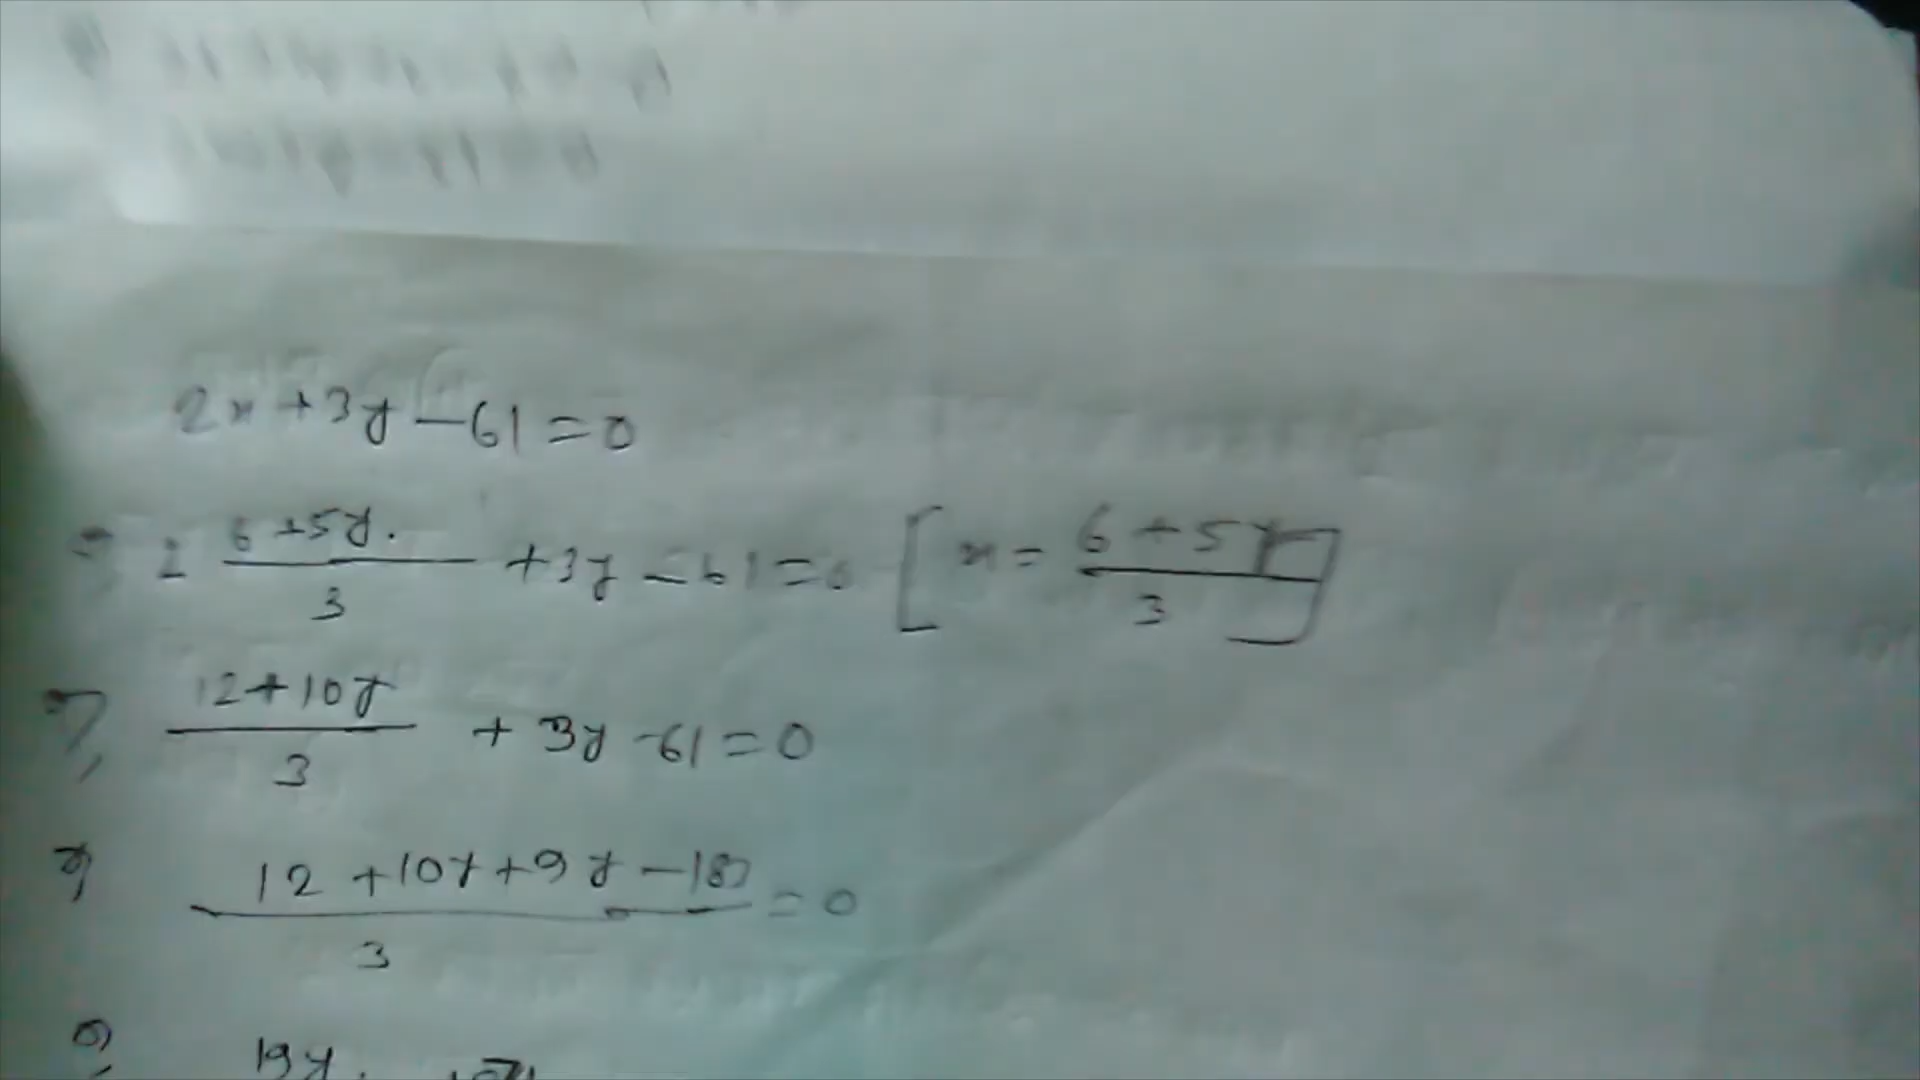 2x + 3y - 61 = 0
⇒ 2 (6 + 5y.)/3 + 3y - 61 = 0 [x = (6 + 5y)/3]
⇒, (12 + 10y)/3 + 3y - 61 = 0
⇒ (12 + 10y + 9y - 183)/3 = 0
⇒, 19y